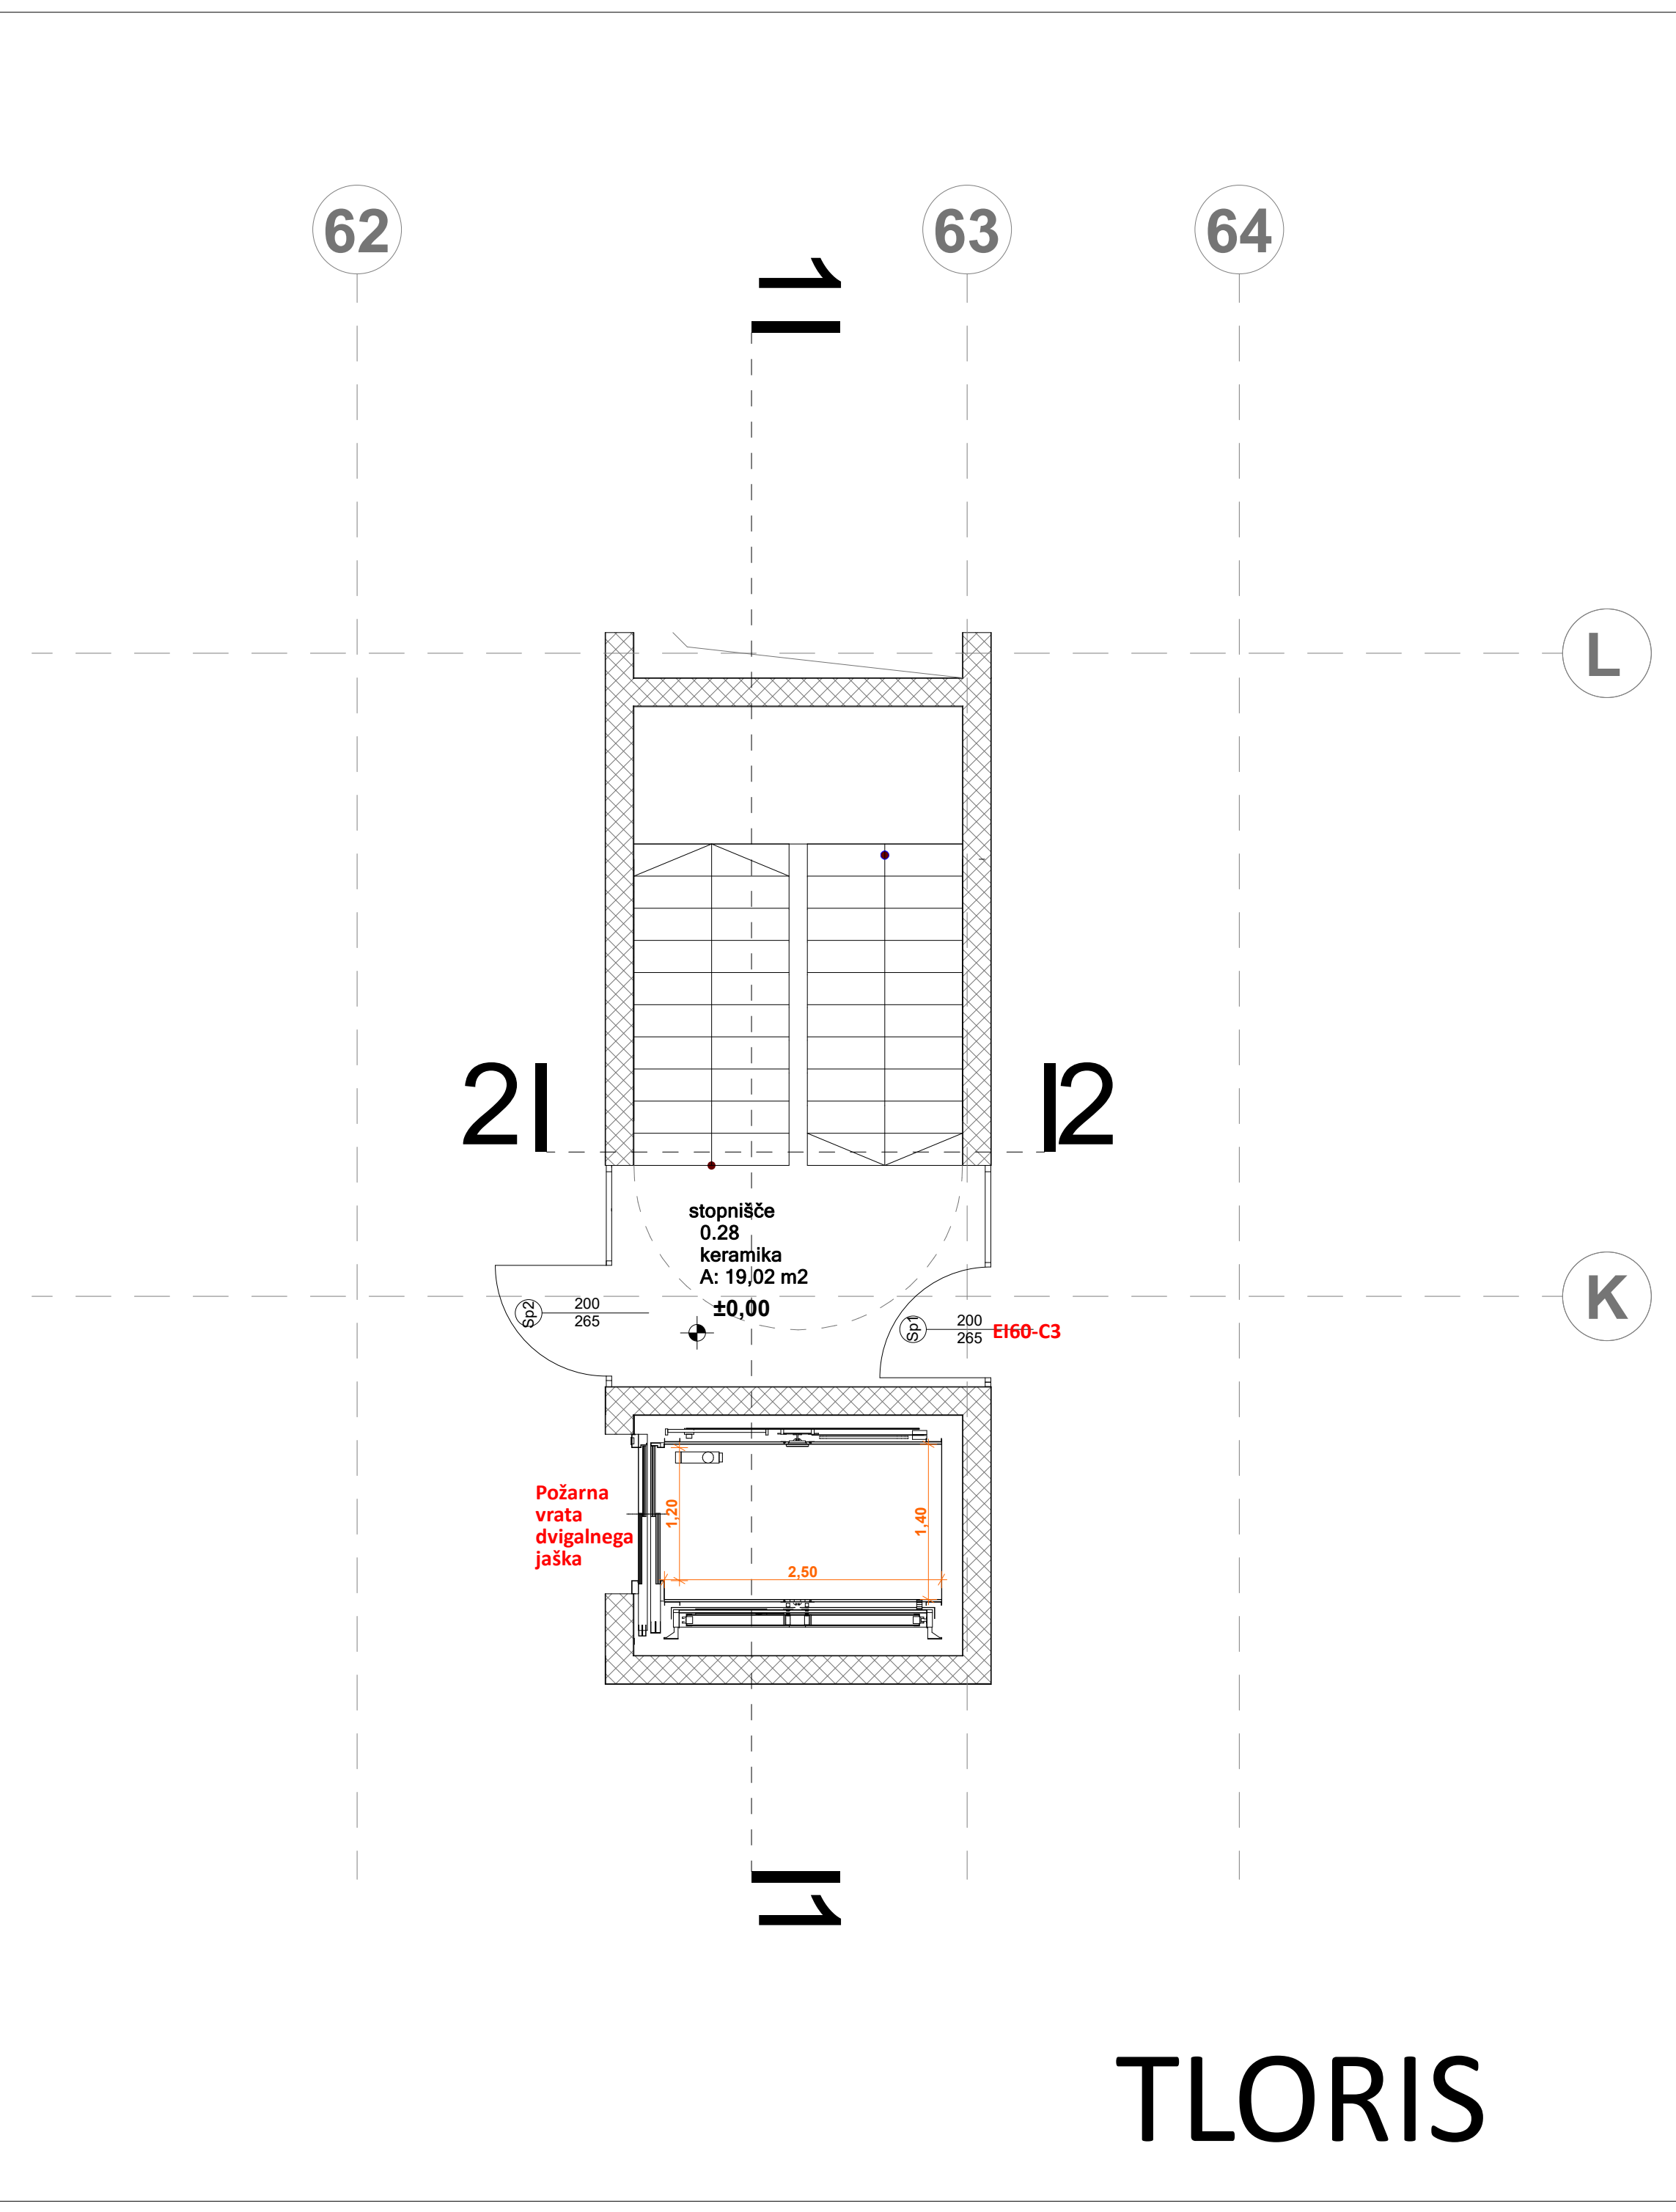 62
63
64
1
L
2
2
stopnišče
0.28
keramika
A: 19,02 m2
±0,00
K
Sp2
200
265
Sp1
200
265
EI60-C3
Požarna
vrata
dvigalnega
jaška
1,20
1,40
2,50
1
TLORIS